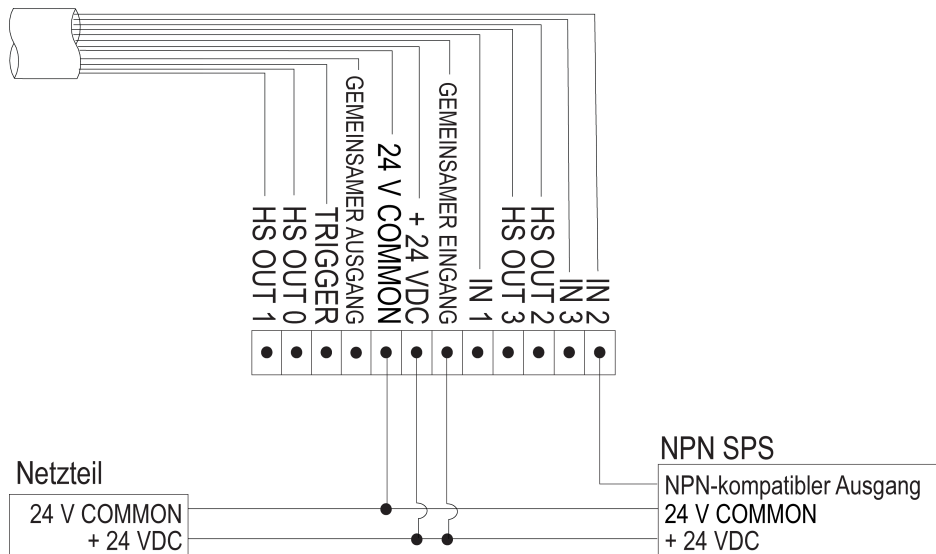 HS OUT 1
HS OUT 0
TRIGGER
GEMEINSAMER AUSGANG
24 V COMMON
+ 24 VDC
GEMEINSAMER EINGANG
IN 1
HS OUT 3
HS OUT 2
IN 3
IN 2
Netzteil
24 V COMMON
+ 24 VDC
NPN SPS
NPN-kompatibler Ausgang
24 V COMMON
+ 24 VDC